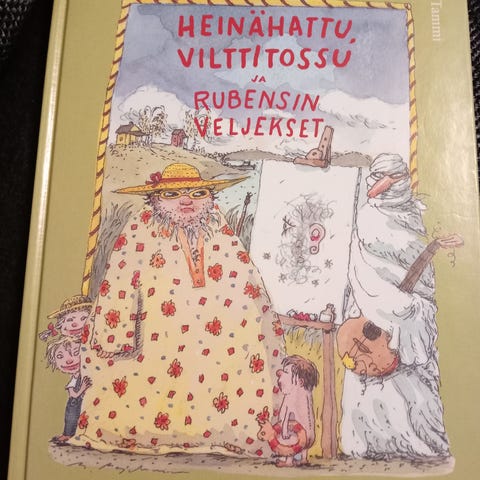 Tammi
HEINÄHATTU,
VILTTITOSSU
JA
RUBENSIN
VELJEKSET